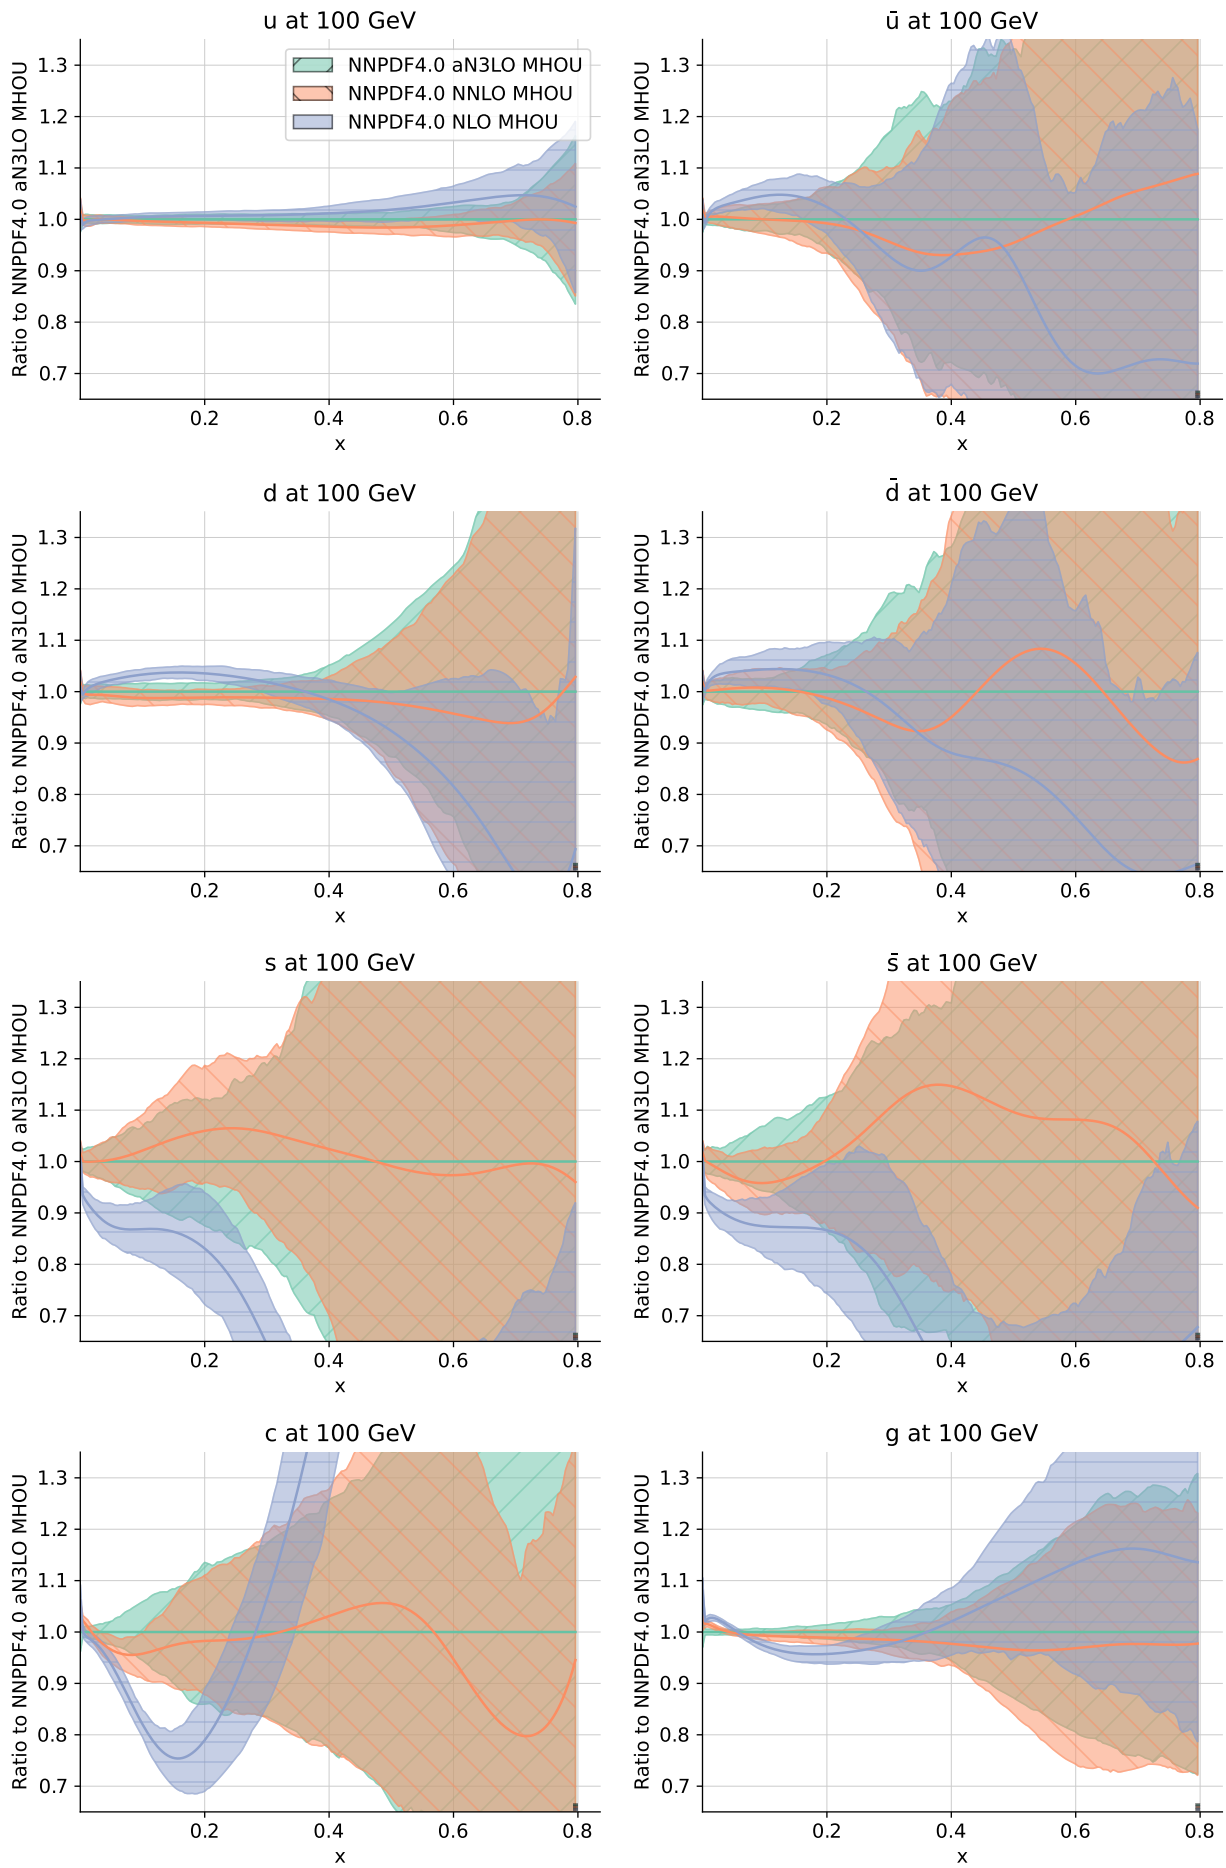 u at 100 GeV
Ratio to NNPDF4.0 aN3LO MHOU
1.3
1.2
1.1
1.0
0.9
0.8
0.7
NNPDF4.0 aN3LO MHOU
NNPDF4.0 NNLO MHOU
NNPDF4.0 NLO MHOU
0.2 0.4 0.6 0.8
x
ū at 100 GeV
Ratio to NNPDF4.0 aN3LO MHOU
1.3
1.2
1.1
1.0
0.9
0.8
0.7
0.2 0.4 0.6 0.8
x
d at 100 GeV
Ratio to NNPDF4.0 aN3LO MHOU
1.3
1.2
1.1
1.0
0.9
0.8
0.7
0.2 0.4 0.6 0.8
x
d̄ at 100 GeV
Ratio to NNPDF4.0 aN3LO MHOU
1.3
1.2
1.1
1.0
0.9
0.8
0.7
0.2 0.4 0.6 0.8
x
s at 100 GeV
Ratio to NNPDF4.0 aN3LO MHOU
1.3
1.2
1.1
1.0
0.9
0.8
0.7
0.2 0.4 0.6 0.8
x
s̄ at 100 GeV
Ratio to NNPDF4.0 aN3LO MHOU
1.3
1.2
1.1
1.0
0.9
0.8
0.7
0.2 0.4 0.6 0.8
x
c at 100 GeV
Ratio to NNPDF4.0 aN3LO MHOU
1.3
1.2
1.1
1.0
0.9
0.8
0.7
0.2 0.4 0.6 0.8
x
g at 100 GeV
Ratio to NNPDF4.0 aN3LO MHOU
1.3
1.2
1.1
1.0
0.9
0.8
0.7
0.2 0.4 0.6 0.8
x